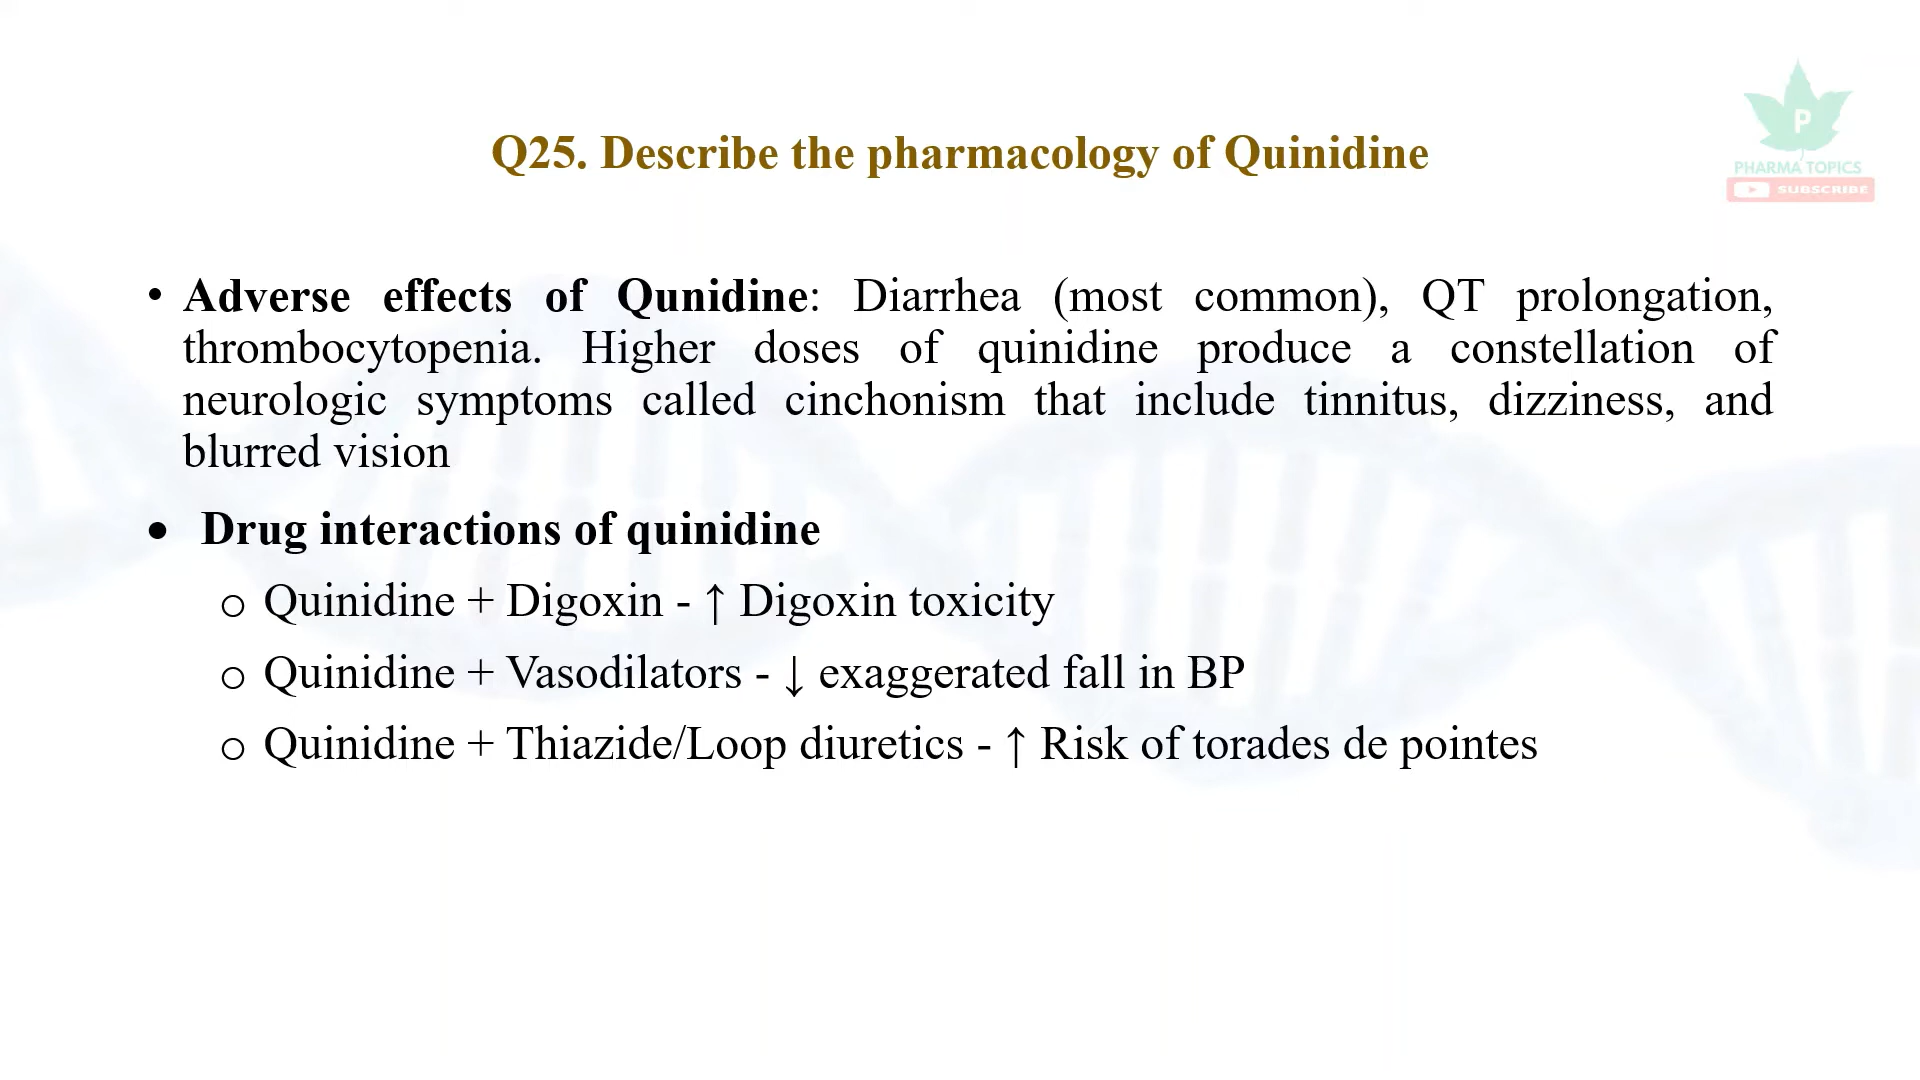 P
PHARMA TOPICS
SUBSCRIBE
Q25. Describe the pharmacology of Quinidine
• Adverse effects of Qunidine: Diarrhea (most common), QT prolongation,
thrombocytopenia. Higher doses of quinidine produce a constellation of
neurologic symptoms called cinchonism that include tinnitus, dizziness, and
blurred vision
• Drug interactions of quinidine
o Quinidine + Digoxin - ↑ Digoxin toxicity
o Quinidine + Vasodilators - ↓ exaggerated fall in BP
o Quinidine + Thiazide/Loop diuretics - ↑ Risk of torades de pointes